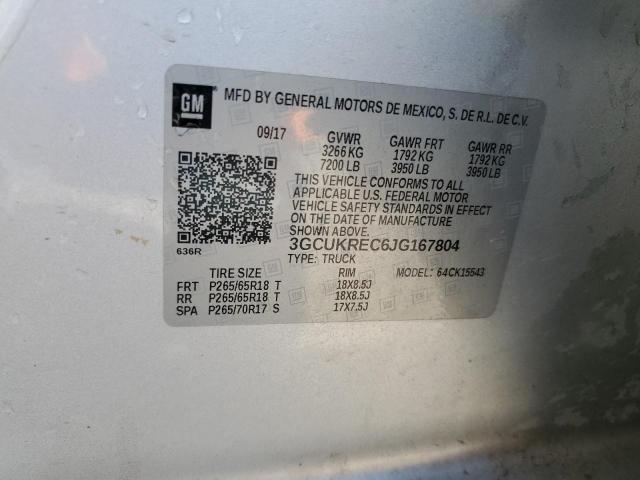 GM
MFD BY GENERAL MOTORS DE MEXICO, S. DE R.L. DE C.V.
09/17 GVWR GAWR FRT GAWR RR
3266 KG 1792 KG 1792 KG
7200 LB 3950 LB 3950 LB
THIS VEHICLE CONFORMS TO ALL
APPLICABLE U.S. FEDERAL MOTOR
VEHICLE SAFETY STANDARDS IN EFFECT
ON THE DATE OF MANUFACTURE
SHOWN ABOVE.
636R 3GCUKREC6JG167804
TYPE: TRUCK
TIRE SIZE RIM MODEL: 64CK15543
FRT P265/65R18 T 18X8.5J
RR P265/65R18 T 18X8.5J
SPA P265/70R17 S 17X7.5J